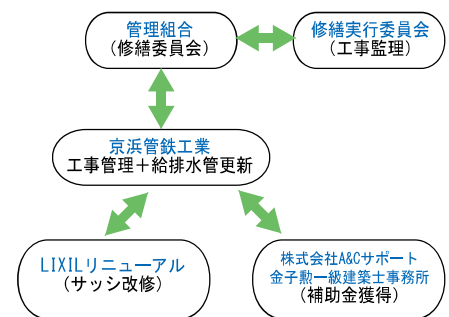 管理組合
（修繕委員会）
修繕実行委員会
（工事監理）
京浜管鉄工業
工事管理＋給排水管更新
LIXILリニューアル
（サッシ改修）
株式会社A&Cサポート
金子勲一級建築士事務所
（補助金獲得）